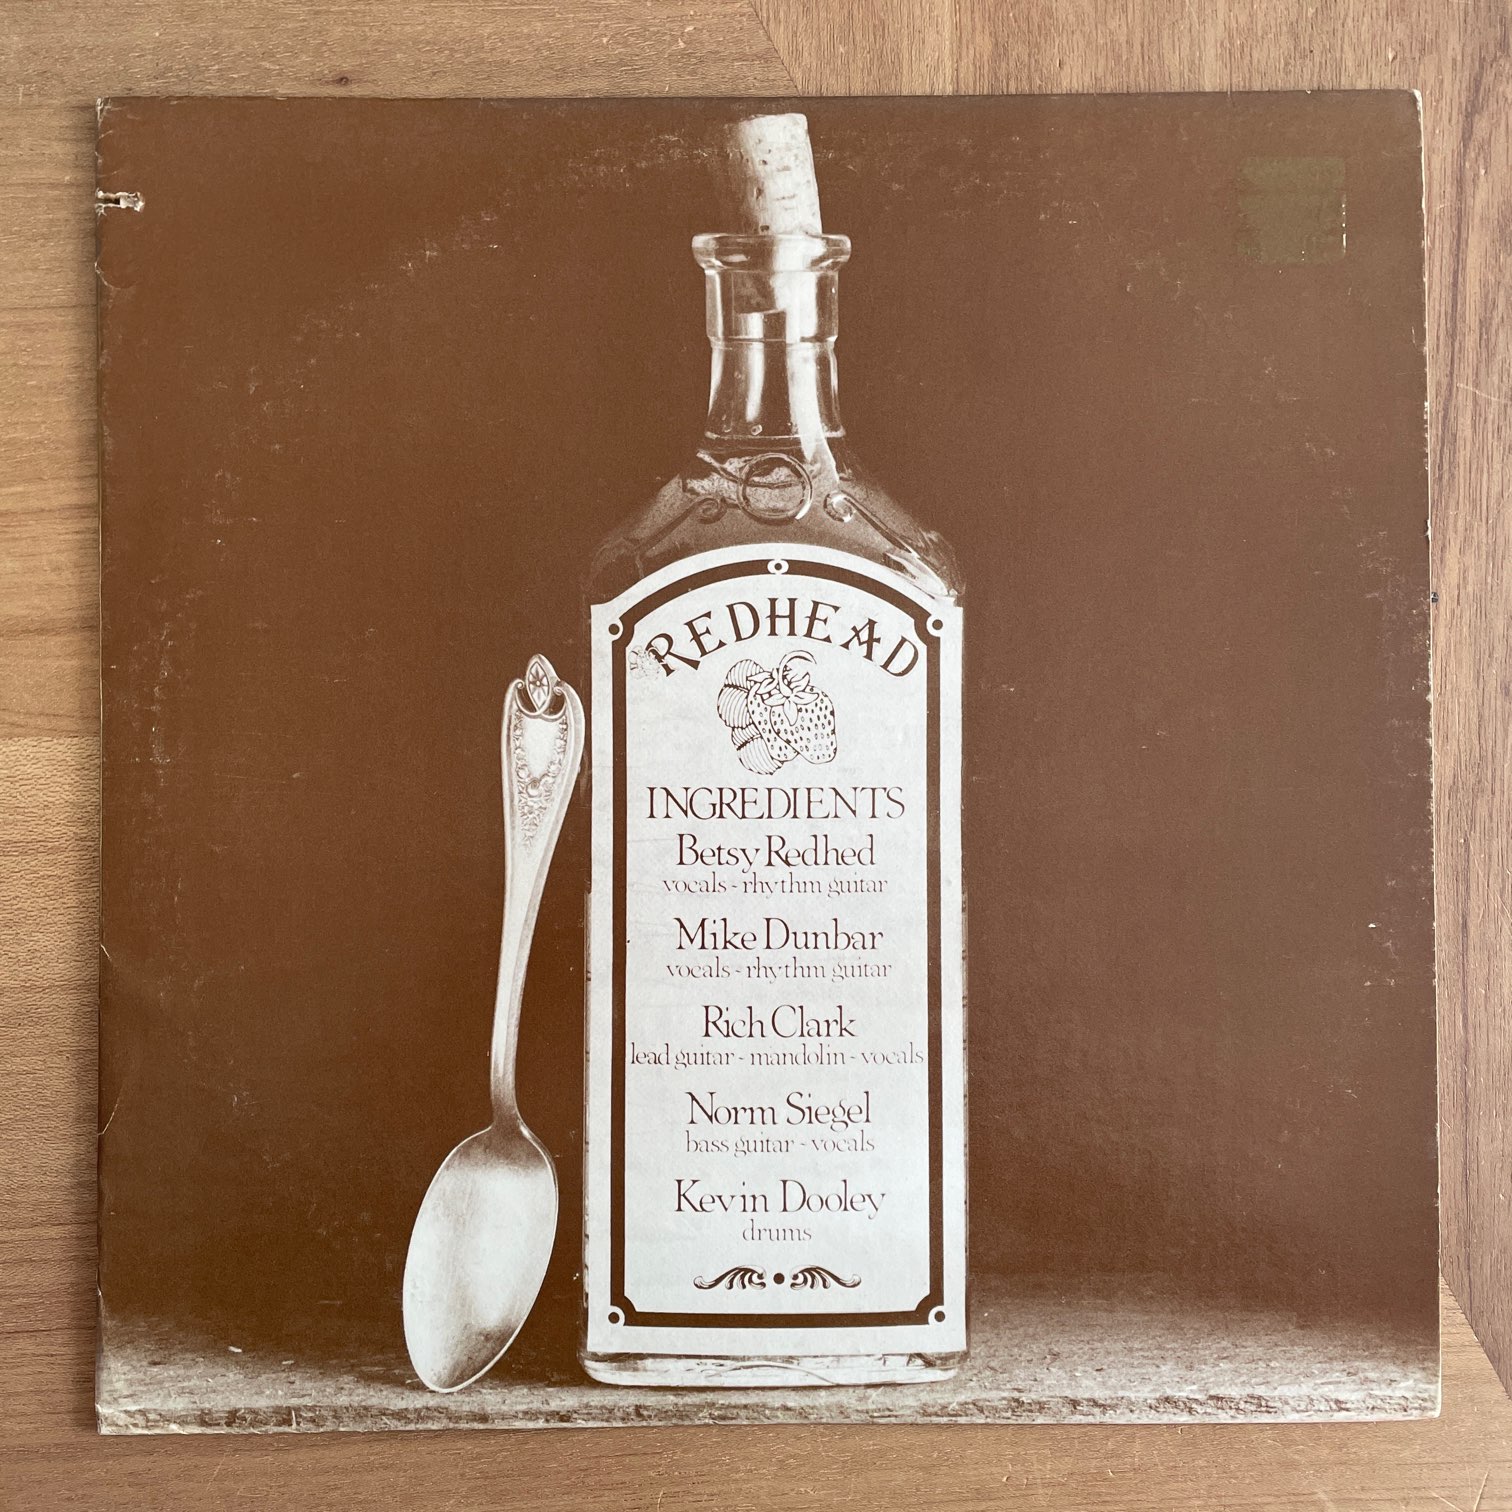 REDHEAD
INGREDIENTS
Betsy Redhed
vocals - rhythm guitar
Mike Dunbar
vocals - rhythm guitar
Rich Clark
lead guitar - mandolin - vocals
Norm Siegel
bass guitar - vocals
Kevin Dooley
drums